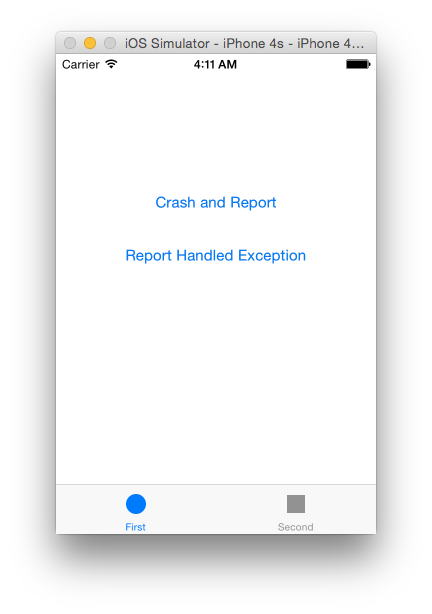 iOS Simulator - iPhone 4s - iPhone 4...
Carrier 4:11 AM
Crash and Report
Report Handled Exception
First Second